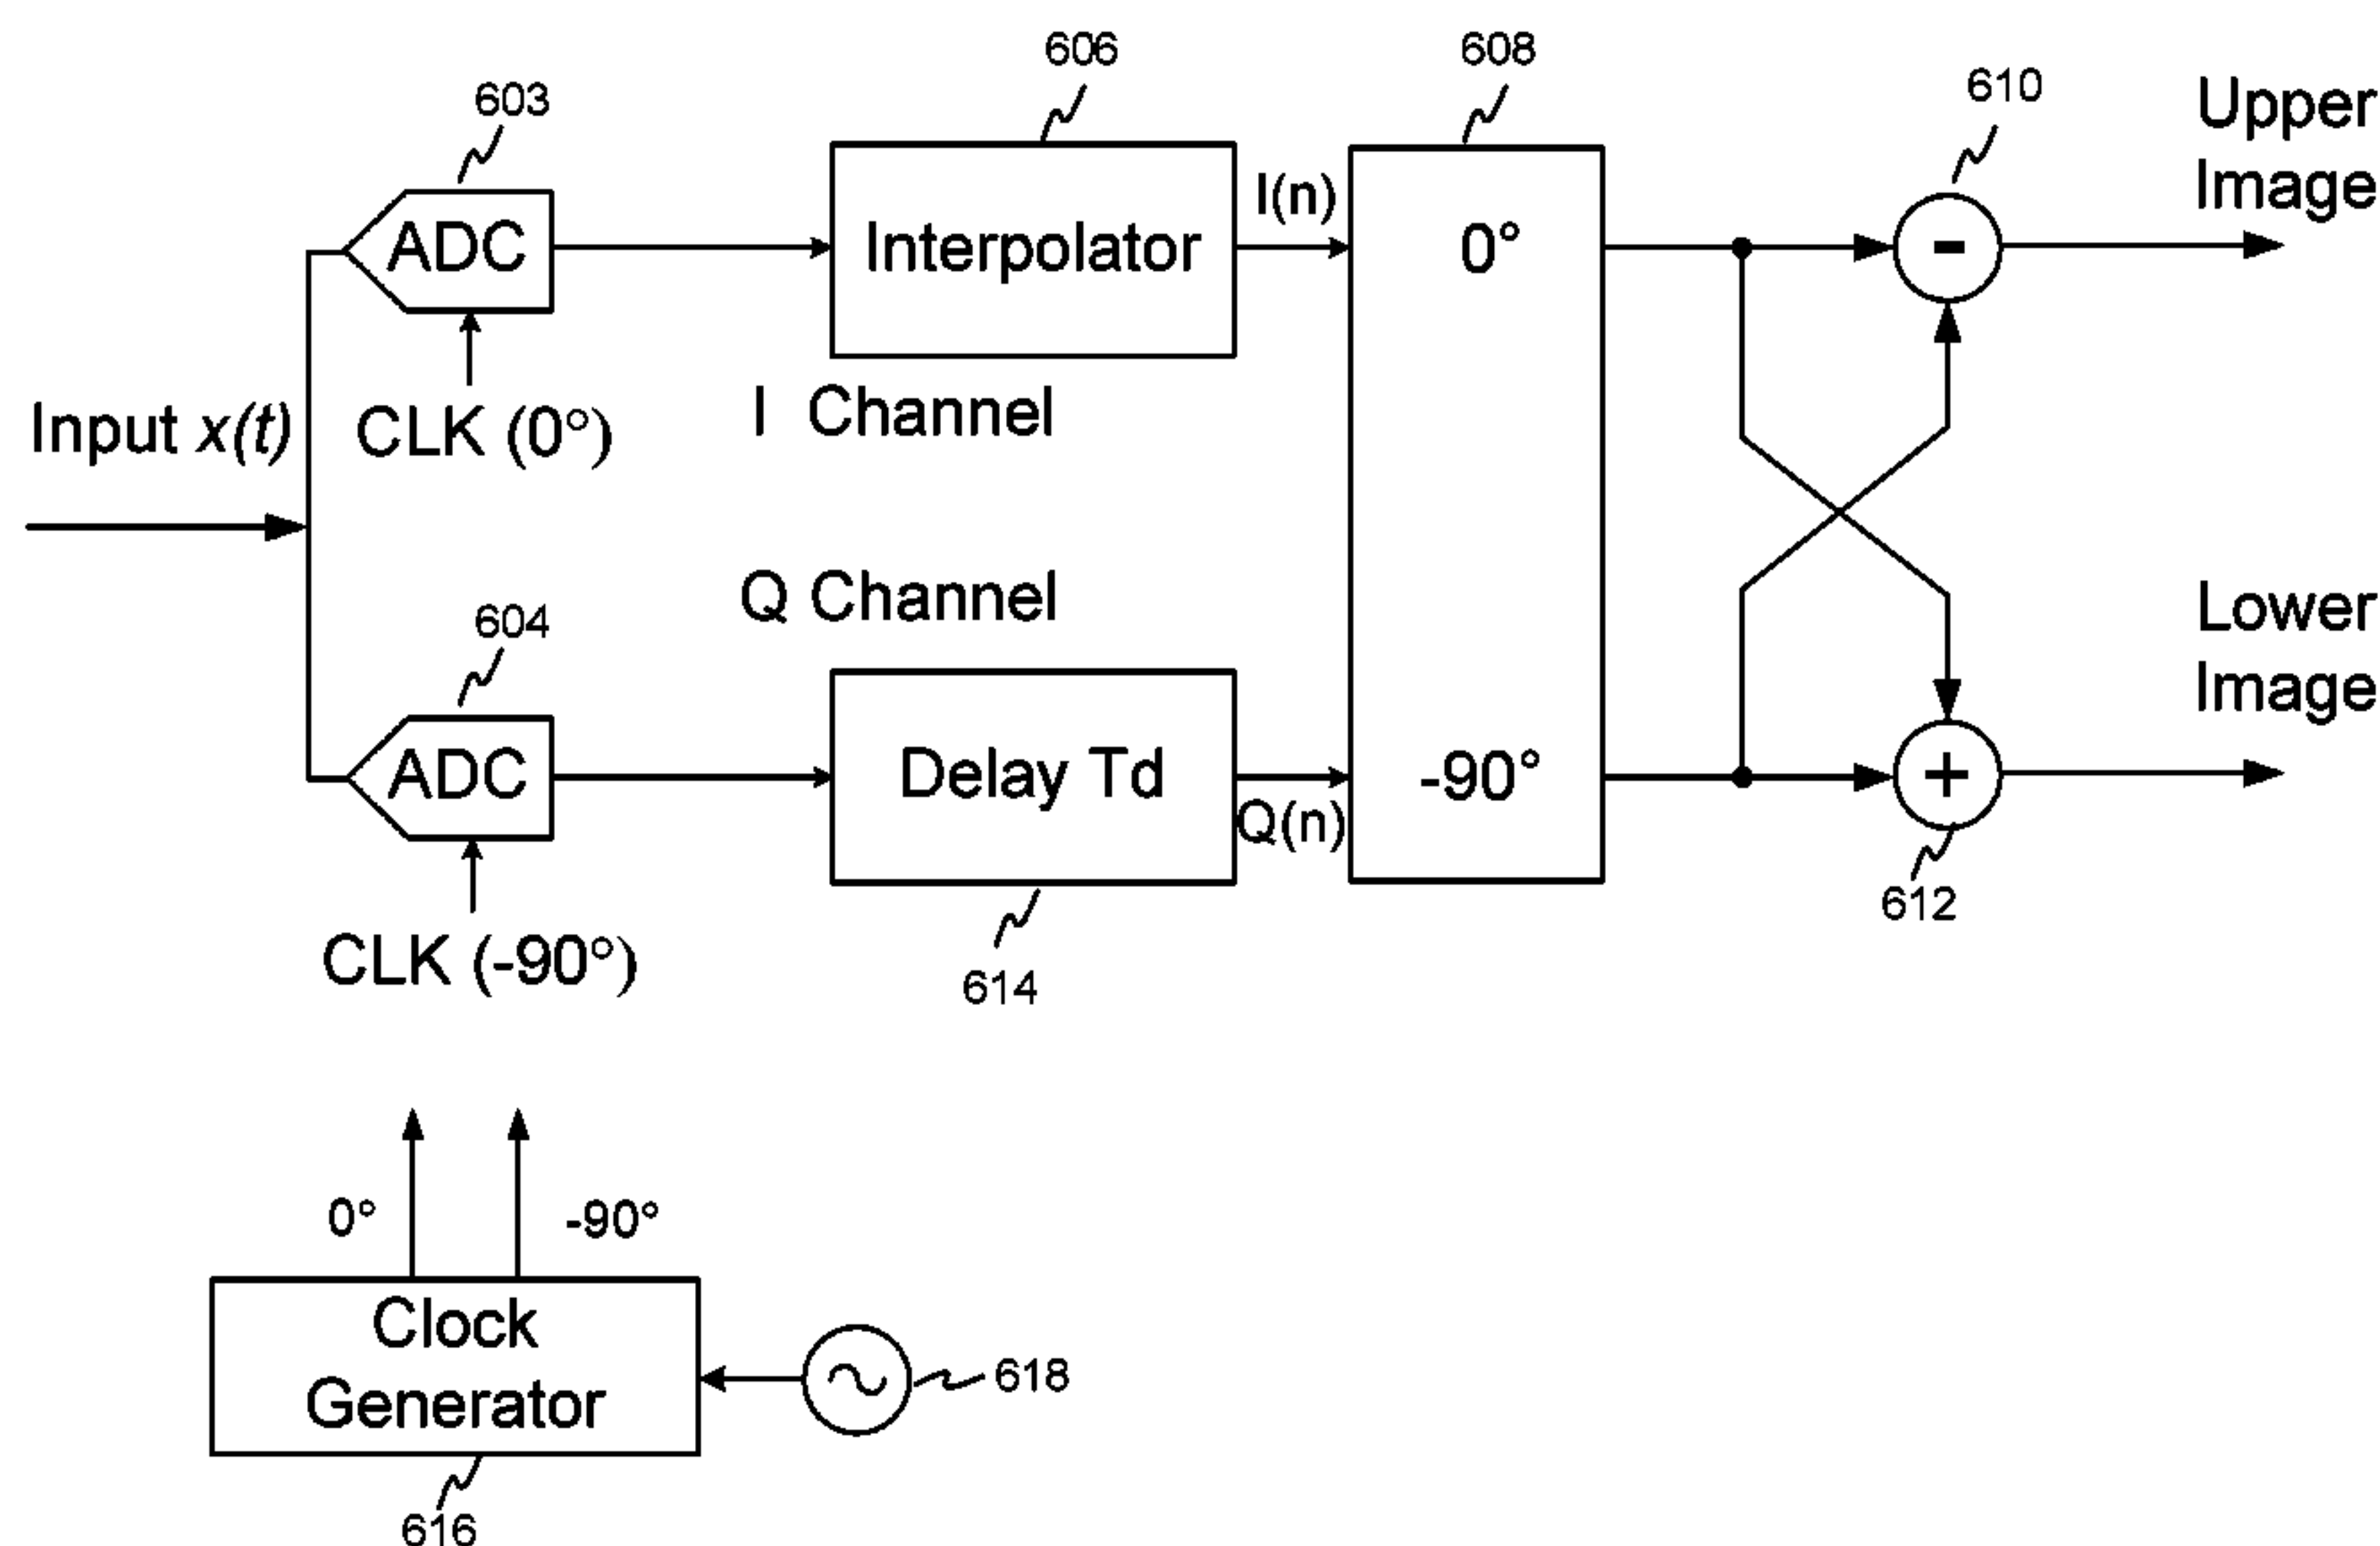 606
608
603
610
Upper
Image
ADC
Interpolator
I(n)
0°
-
Input x(t)
CLK (0°)
I Channel
Q Channel
604
Lower
Image
ADC
Delay Td
-90°
+
Q(n)
612
CLK (-90°)
614
0°
-90°
Clock
Generator
618
616